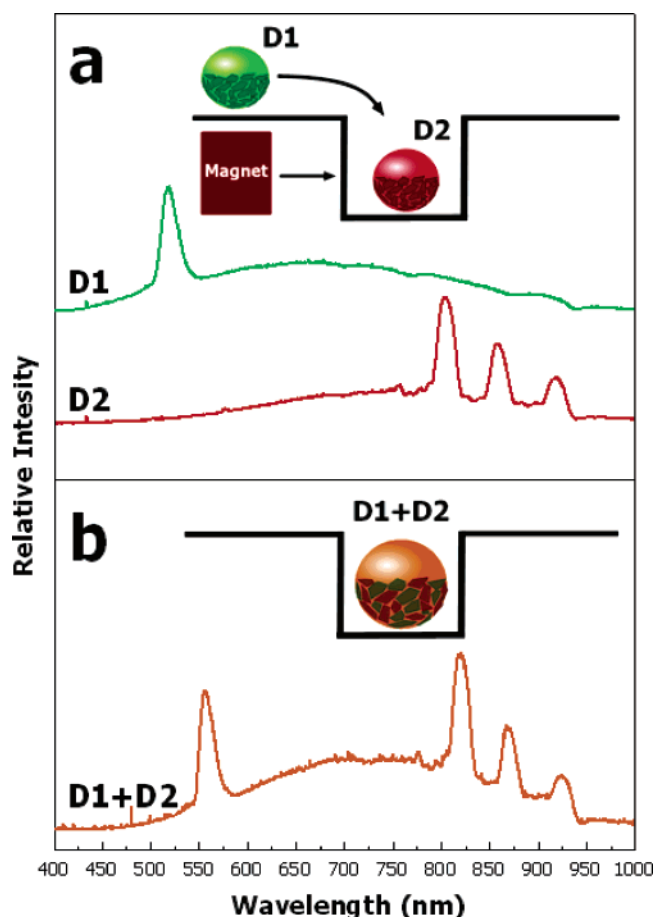 a
D1
D2
Magnet
D1
D2
b
D1+D2
D1+D2
Relative Intesity
400 450 500 550 600 650 700 750 800 850 900 950 1000
Wavelength (nm)